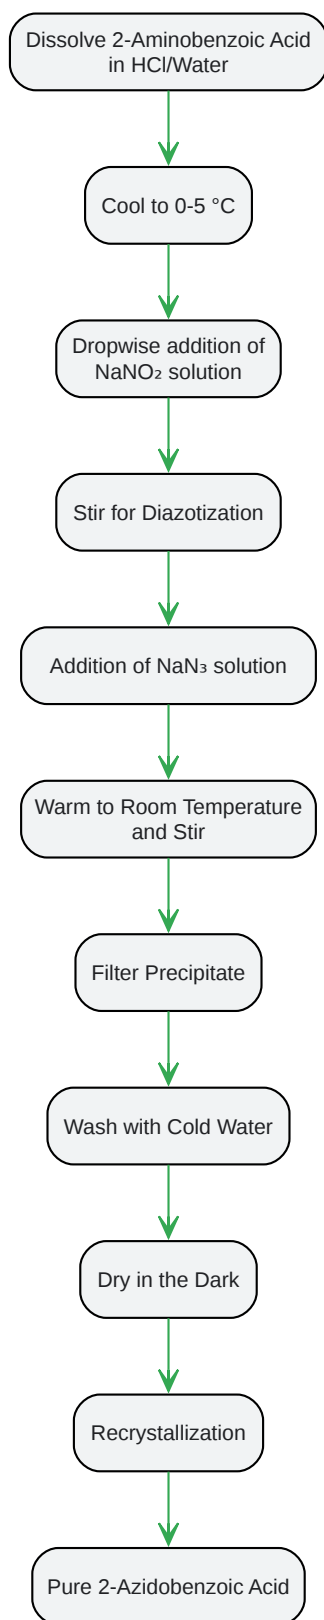 Dissolve 2-Aminobenzoic Acid
in HCl/Water
Cool to 0-5 °C
Dropwise addition of
NaNO₂ solution
Stir for Diazotization
Addition of NaN₃ solution
Warm to Room Temperature
and Stir
Filter Precipitate
Wash with Cold Water
Dry in the Dark
Recrystallization
Pure 2-Azidobenzoic Acid